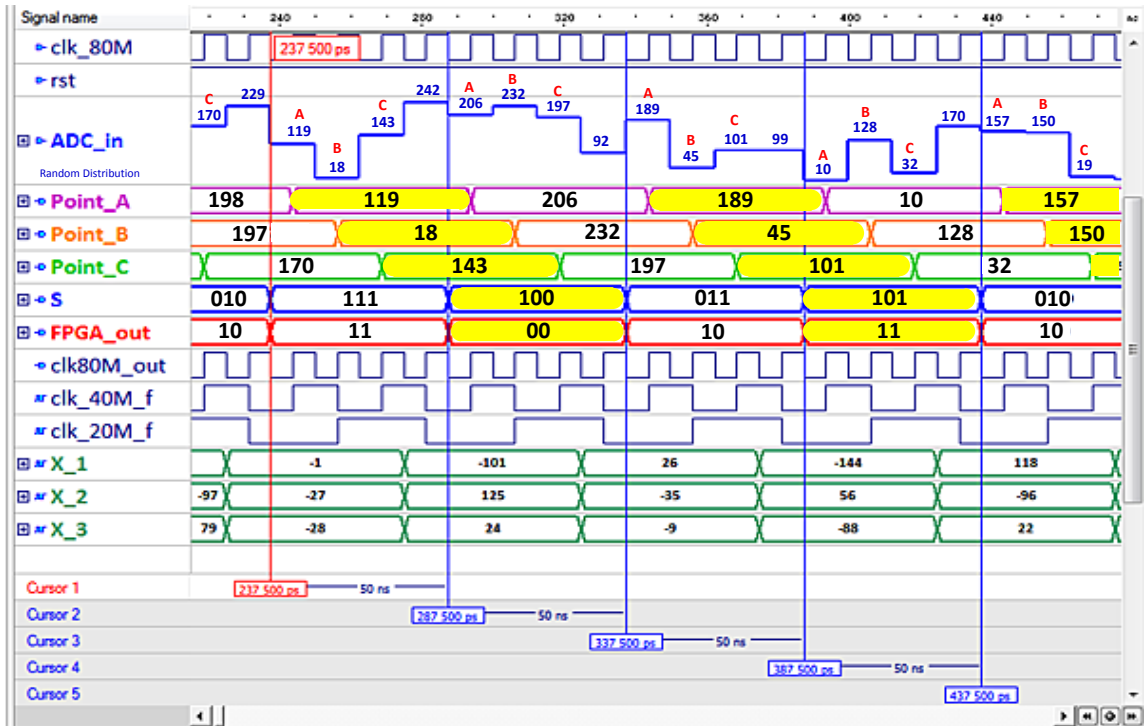 Signal name 240 280 320 360 400 440 ns
clk_80M 237 500 ps
rst
ADC_in C 170 229 A 119 B 18 C 143 242 A 206 B 232 C 197 92 A 189 B 45 C 101 99 A 10 B 128 C 32 170 A 157 B 150 C 19
Random Distribution
Point_A 198 119 206 189 10 157
Point_B 197 18 232 45 128 150
Point_C 170 143 197 101 32
S 010 111 100 011 101 010
FPGA_out 10 11 00 10 11 10
clk80M_out
clk_40M_f
clk_20M_f
X_1 -1 -101 26 -144 118
X_2 -97 -27 125 -35 56 -96
X_3 79 -28 24 -9 -88 22
Cursor 1 237 500 ps 50 ns
Cursor 2 287 500 ps 50 ns
Cursor 3 337 500 ps 50 ns
Cursor 4 387 500 ps 50 ns
Cursor 5 437 500 ps